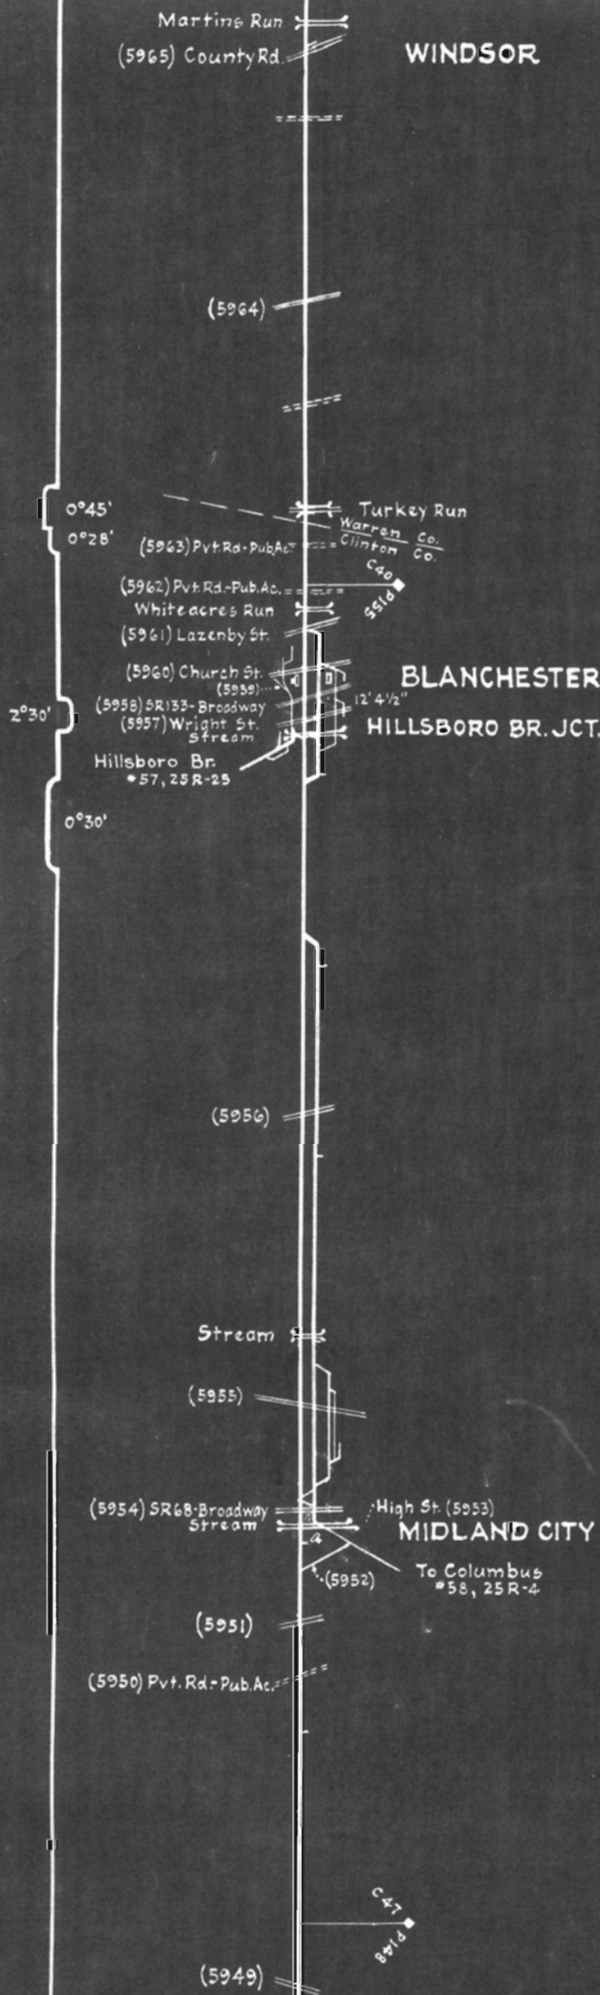 Martins Run
(5965) County Rd.
WINDSOR
(5964)
0°45'
Turkey Run
0°28'
Warren Co.
Clinton Co.
(5963) Pvt.Rd-Pub.Ac.
C40
P155
(5962) Pvt.Rd.-Pub.Ac.
Whiteacres Run
(5961) Lazenby St.
(5960) Church St.
BLANCHESTER
(5959)
12' 4½"
(5958) SR133-Broadway
2°30'
(5957) Wright St.
HILLSBORO BR. JCT.
Stream
Hillsboro Br.
#57, 25R-25
0°30'
(5956)
Stream
(5955)
(5954) SR68-Broadway
High St. (5953)
Stream
MIDLAND CITY
To Columbus
#58, 25R-4
(5952)
(5951)
(5950) Pvt. Rd.-Pub.Ac.
C47
P148
(5949)